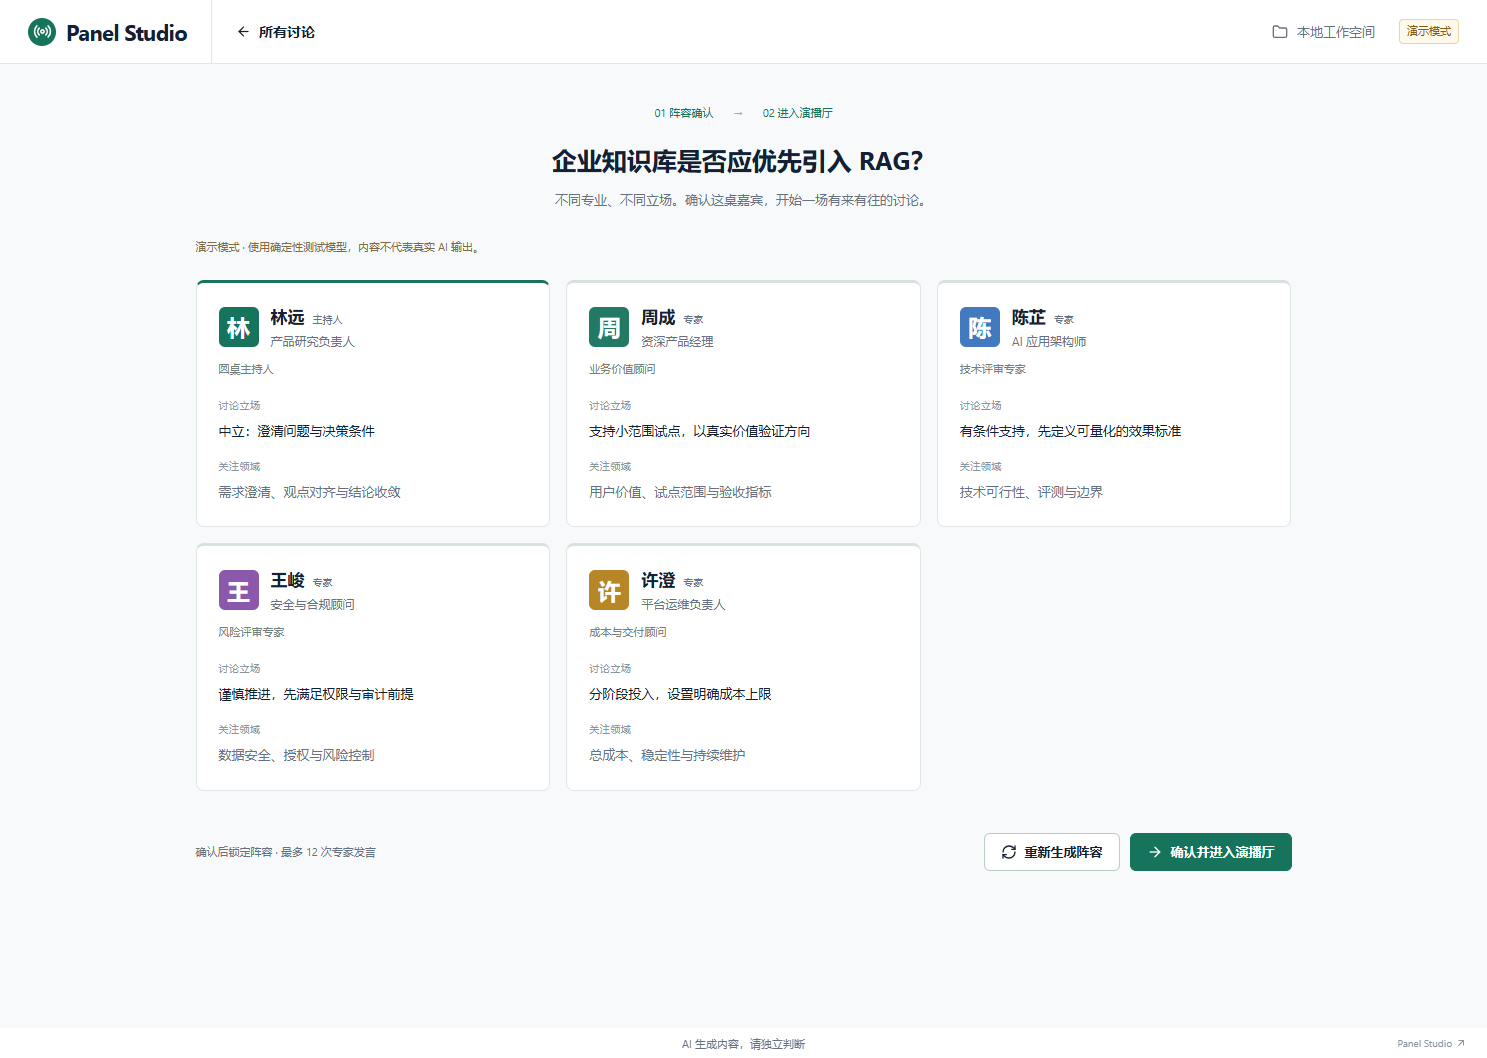 Panel Studio
← 所有讨论
本地工作空间
演示模式
01 阵容确认 → 02 进入演播厅
企业知识库是否应优先引入 RAG?
不同专业、不同立场。确认这桌嘉宾，开始一场有来有往的讨论。
演示模式 · 使用确定性测试模型，内容不代表真实 AI 输出。
林
林远 主持人
产品研究负责人
圆桌主持人
讨论立场
中立：澄清问题与决策条件
关注领域
需求澄清、观点对齐与结论收敛
周
周成 专家
资深产品经理
业务价值顾问
讨论立场
支持小范围试点，以真实价值验证方向
关注领域
用户价值、试点范围与验收指标
陈
陈芷 专家
AI 应用架构师
技术评审专家
讨论立场
有条件支持，先定义可量化的效果标准
关注领域
技术可行性、评测与边界
王
王峻 专家
安全与合规顾问
风险评审专家
讨论立场
谨慎推进，先满足权限与审计前提
关注领域
数据安全、授权与风险控制
许
许澄 专家
平台运维负责人
成本与交付顾问
讨论立场
分阶段投入，设置明确成本上限
关注领域
总成本、稳定性与持续维护
确认后锁定阵容 · 最多 12 次专家发言
重新生成阵容
→ 确认并进入演播厅
AI 生成内容，请独立判断
Panel Studio ↗